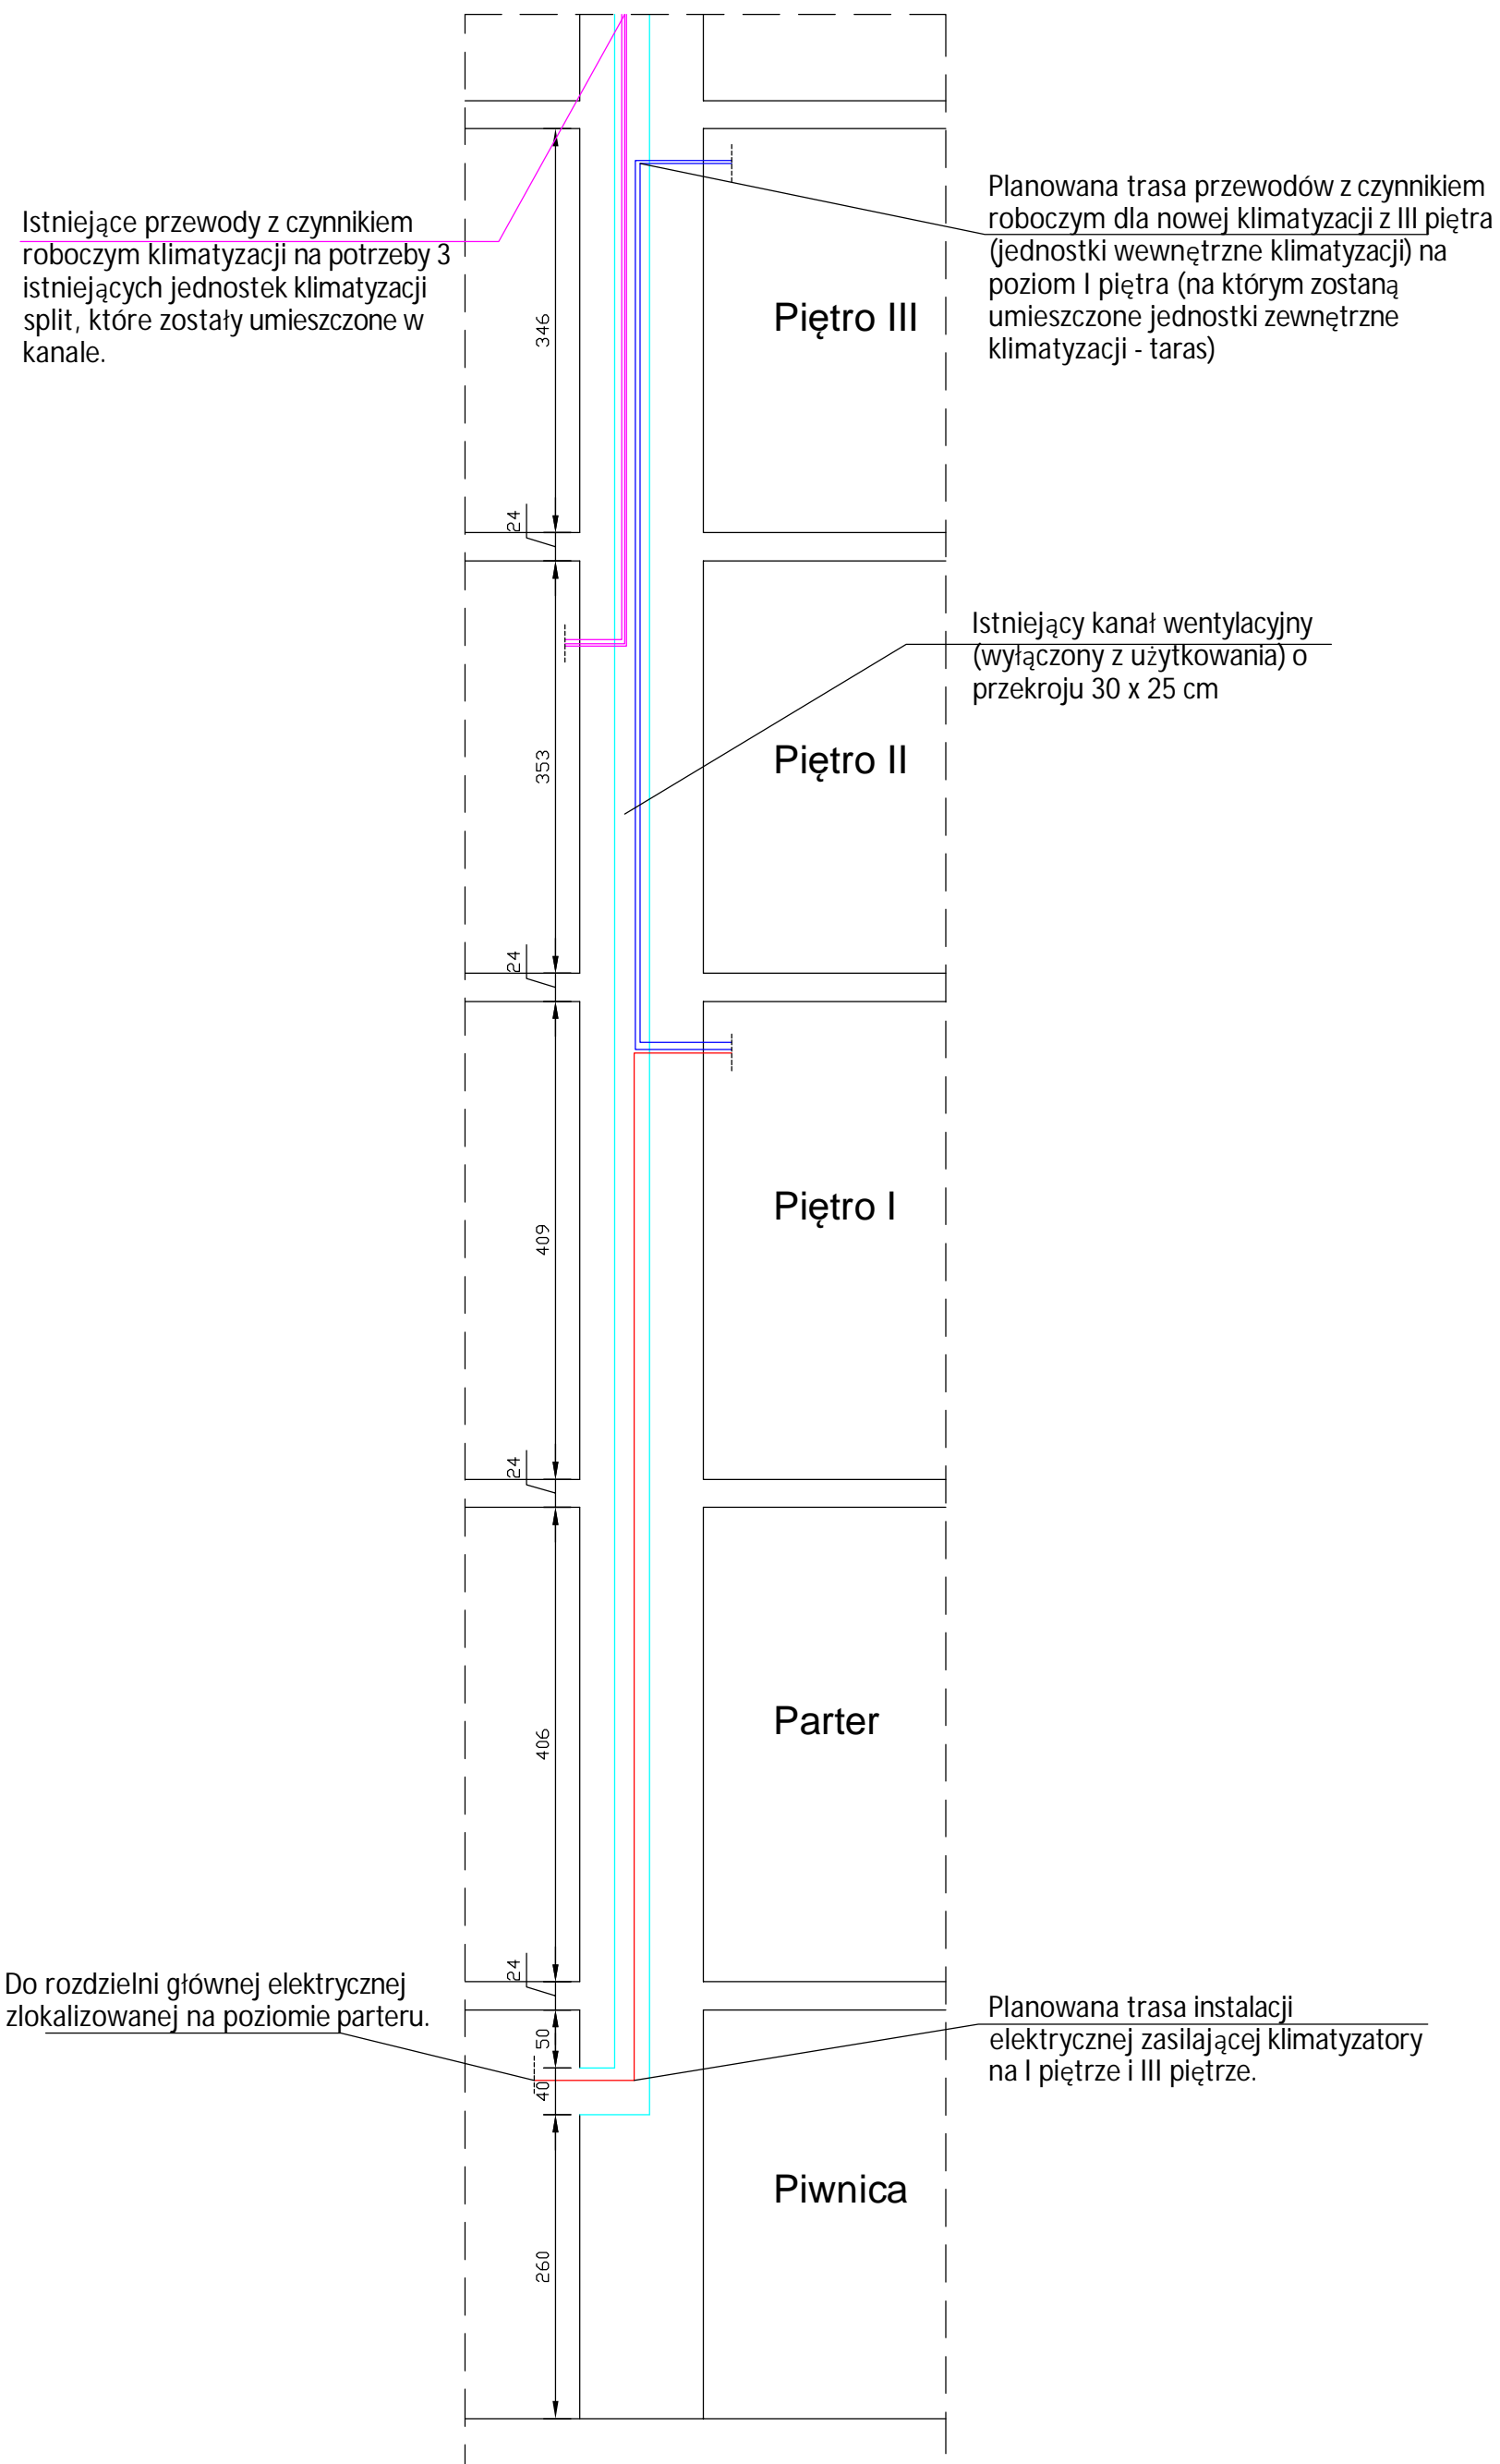 Planowana trasa przewodów z czynnikiem
roboczym dla nowej klimatyzacji z III piętra
(jednostki wewnętrzne klimatyzacji) na
poziom I piętra (na którym zostaną
umieszczone jednostki zewnętrzne
klimatyzacji - taras)
Istniejące przewody z czynnikiem
roboczym klimatyzacji na potrzeby 3
istniejących jednostek klimatyzacji
split, które zostały umieszczone w
kanale.
346
Piętro III
24
Istniejący kanał wentylacyjny
(wyłączony z użytkowania) o
przekroju 30 x 25 cm
353
Piętro II
24
409
Piętro I
24
406
Parter
24
Do rozdzielni głównej elektrycznej
zlokalizowanej na poziomie parteru.
50
40
Planowana trasa instalacji
elektrycznej zasilającej klimatyzatory
na I piętrze i III piętrze.
260
Piwnica